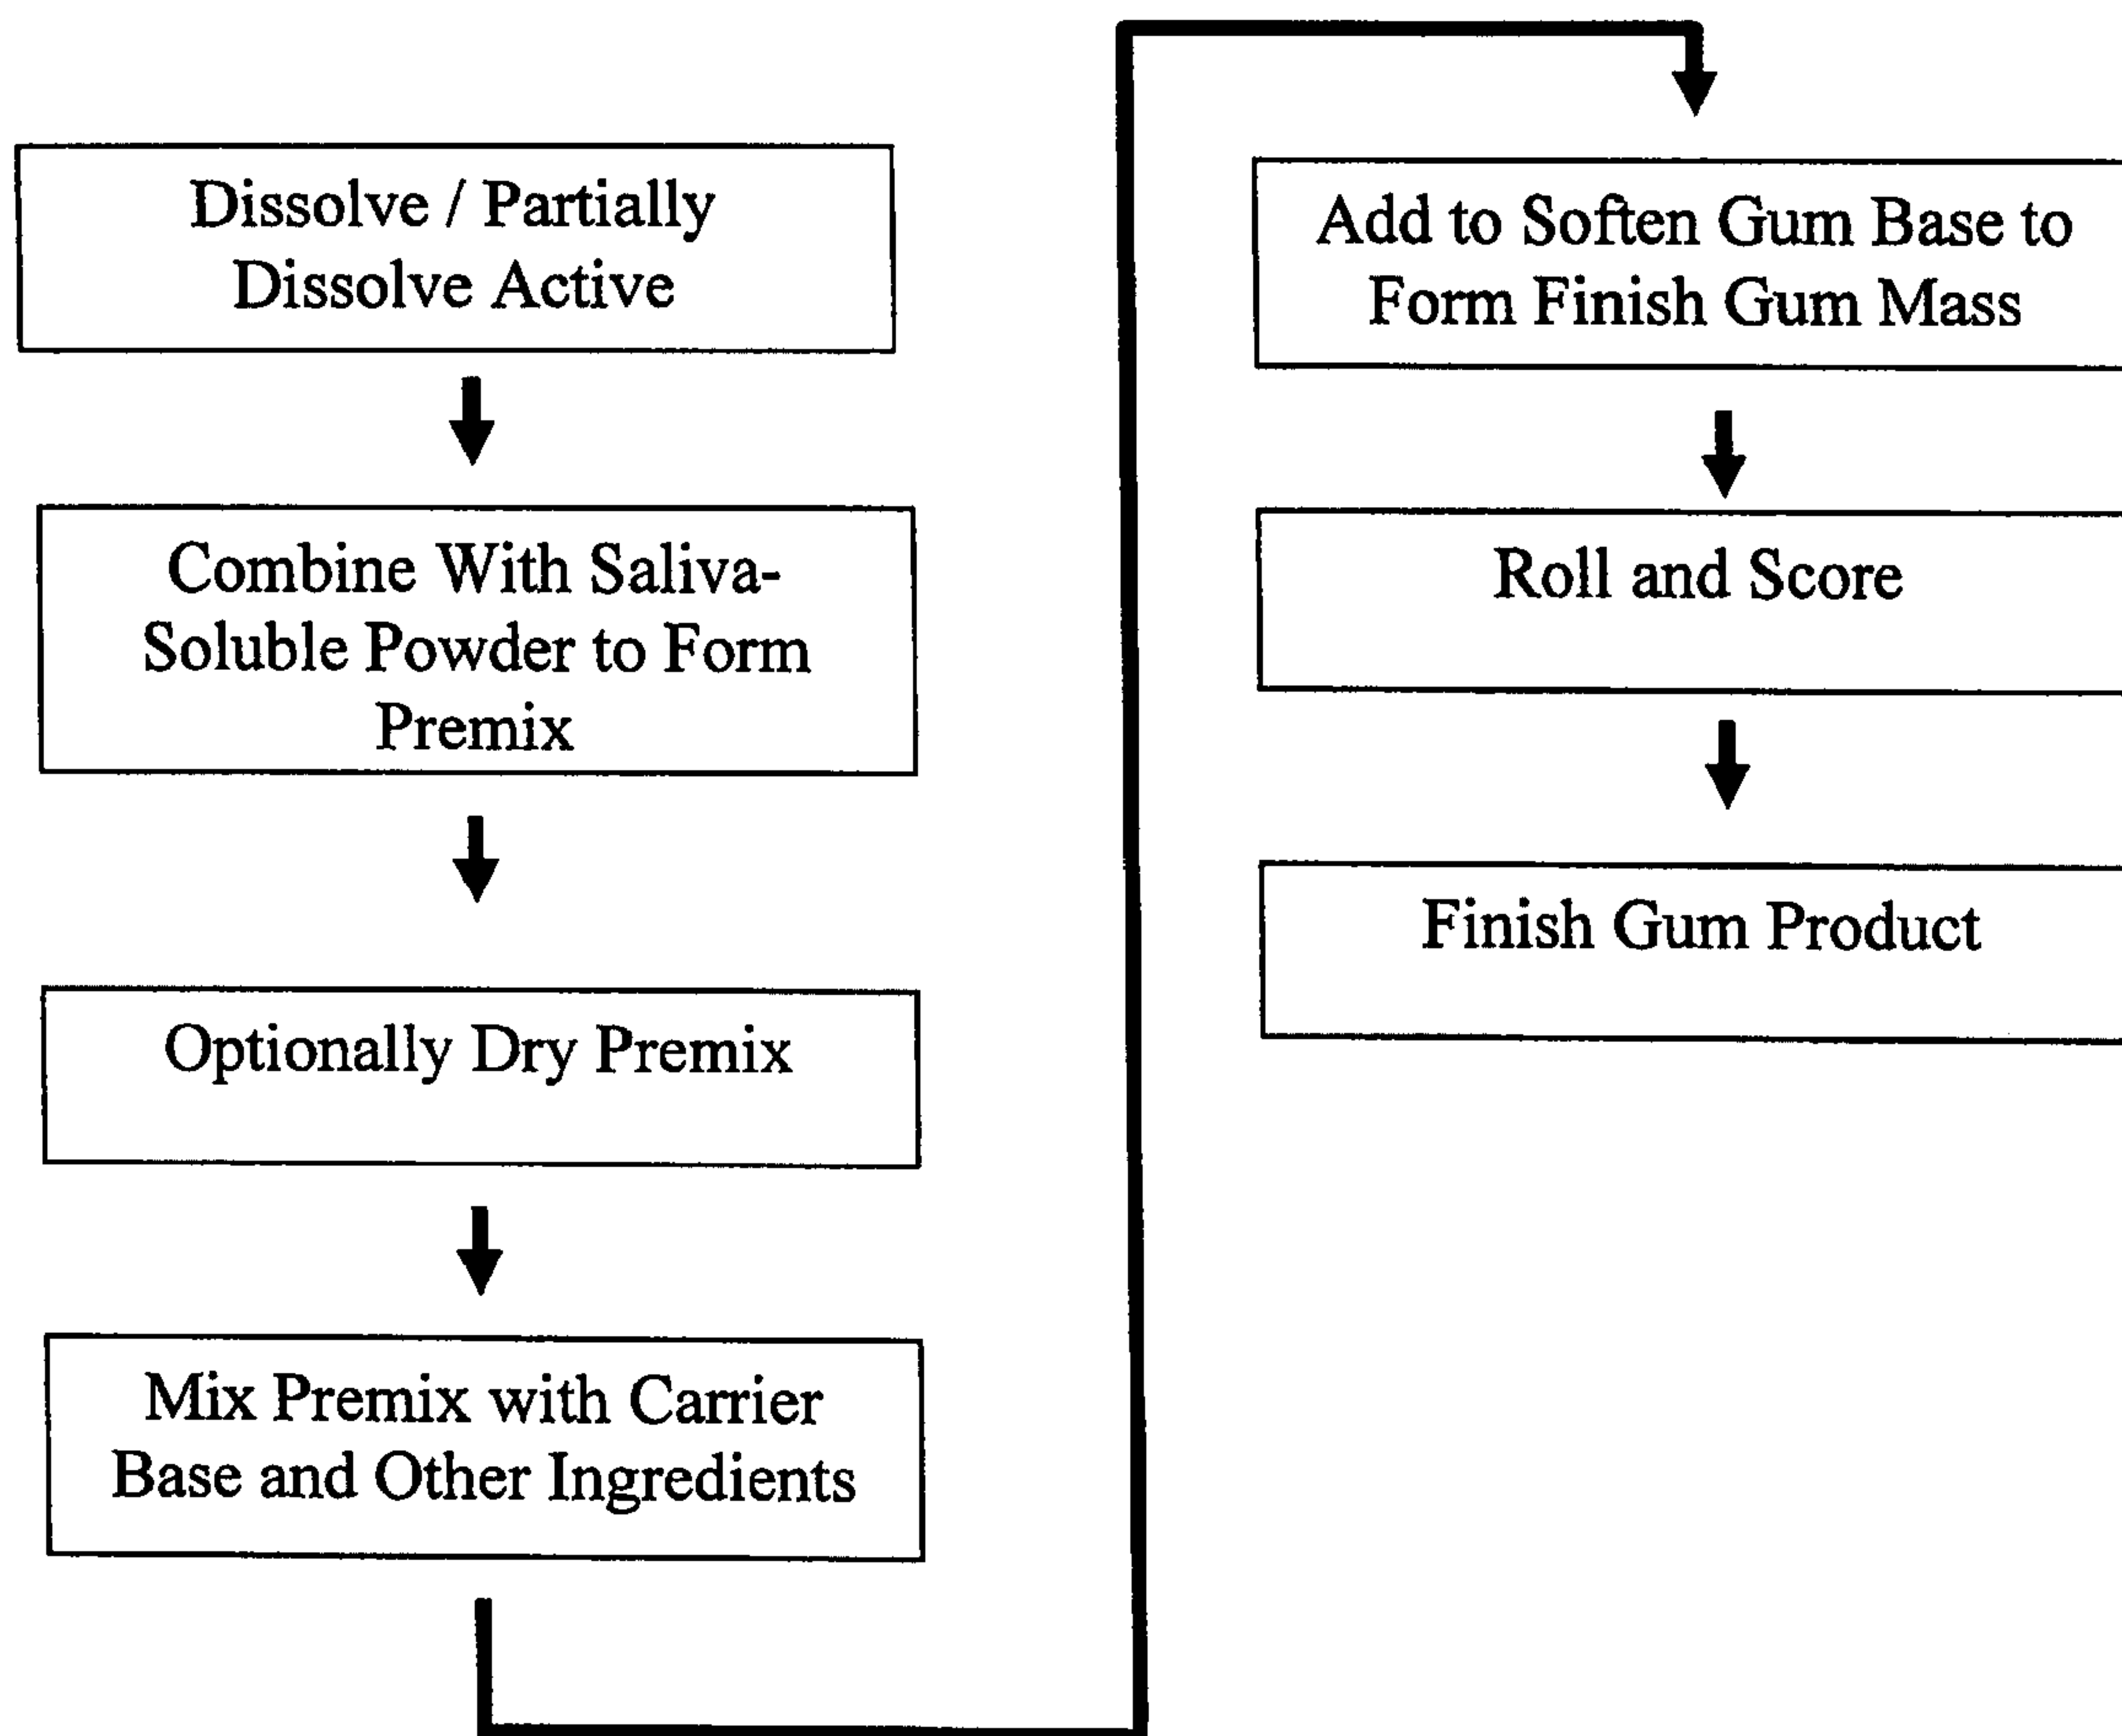 Dissolve / Partially
Dissolve Active
Combine With Saliva-
Soluble Powder to Form
Premix
Optionally Dry Premix
Mix Premix with Carrier
Base and Other Ingredients
Add to Soften Gum Base to
Form Finish Gum Mass
Roll and Score
Finish Gum Product